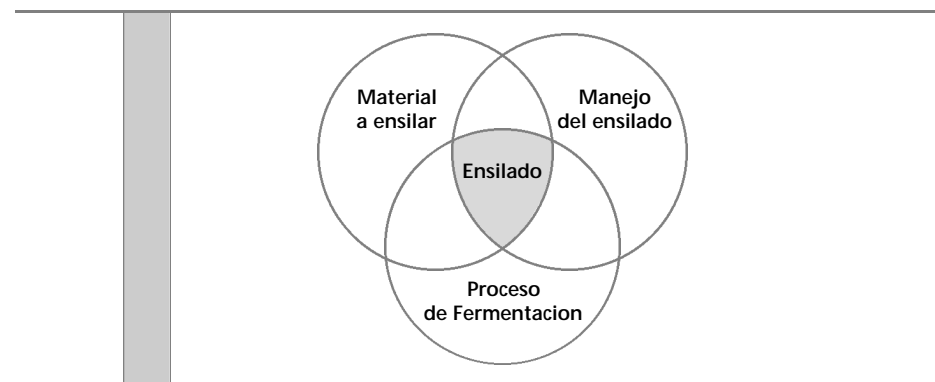 Material
a ensilar
Manejo
del ensilado
Ensilado
Proceso
de Fermentacion